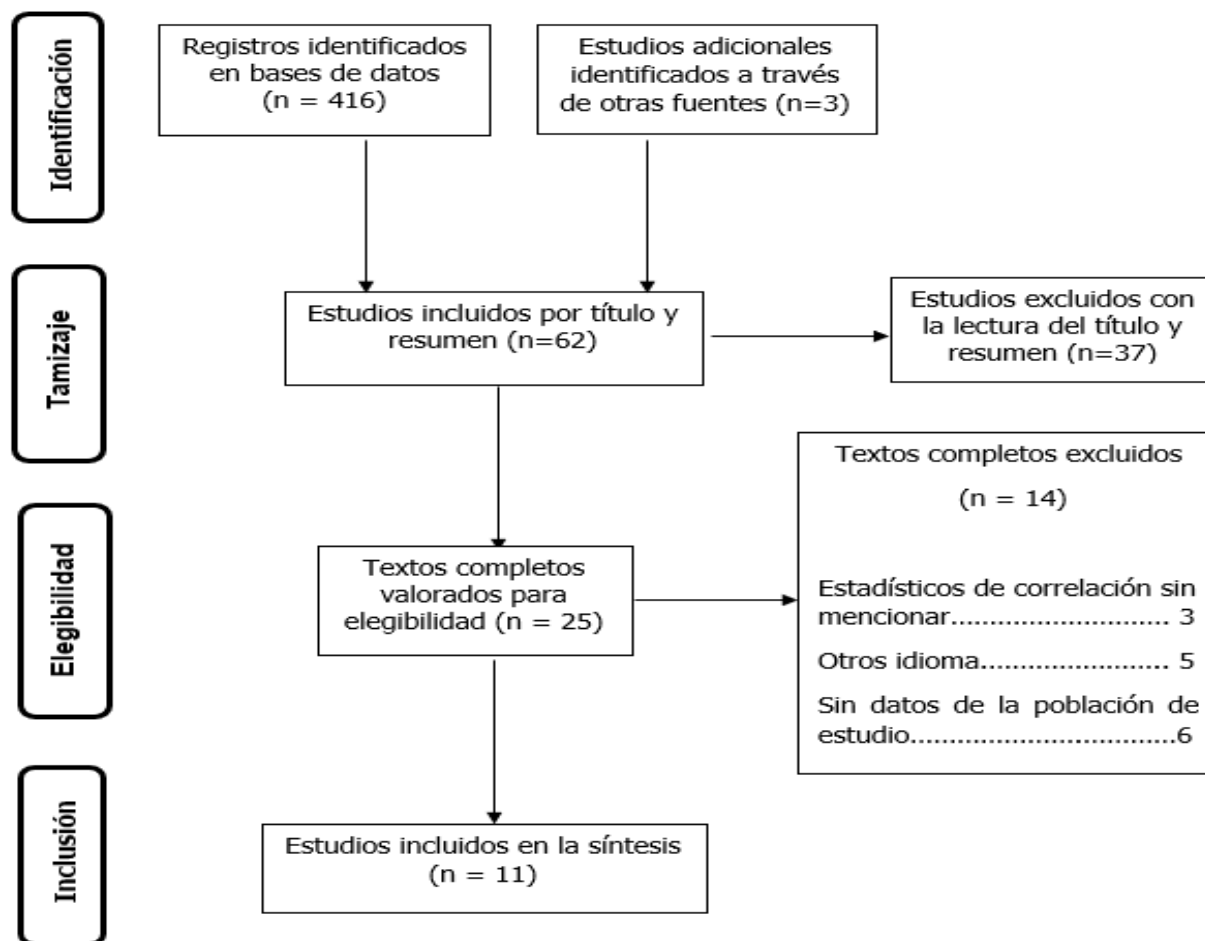 Identificación
Registros identificados
en bases de datos
(n = 416)
Estudios adicionales
identificados a través
de otras fuentes (n=3)
Tamizaje
Estudios incluidos por título y
resumen (n=62)
Estudios excluidos con
la lectura del título y
resumen (n=37)
Elegibilidad
Textos completos
valorados para
elegibilidad (n = 25)
Textos completos excluidos
(n = 14)
Estadísticos de correlación sin
mencionar........................... 3
Otros idioma........................ 5
Sin datos de la población de
estudio.................................6
Inclusión
Estudios incluidos en la síntesis
(n = 11)